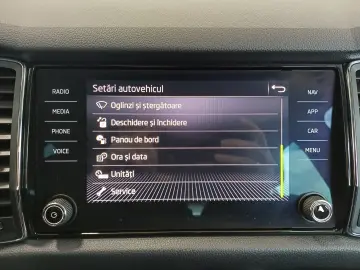 Setări autovehicul
RADIO
MEDIA
PHONE
VOICE
Oglinzi și ștergătoare
Deschidere și închidere
Panou de bord
Ora și data
Unități
Service
NAV
APP
CAR
MENU